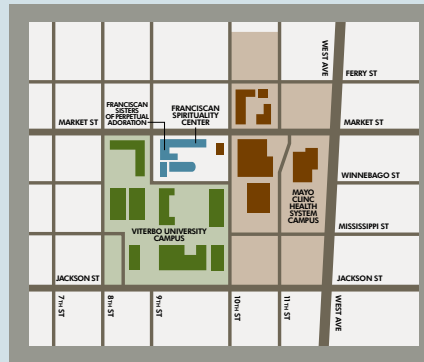 WEST AVE
FERRY ST
FRANCISCAN
SISTERS
OF PERPETUAL
ADORATION
FRANCISCAN
SPIRITUALITY
CENTER
MARKET ST
MARKET ST
WINNEBAGO ST
MAYO
CLINC
HEALTH
SYSTEM
CAMPUS
VITERBO UNIVERSITY
CAMPUS
MISSISSIPPI ST
JACKSON ST
JACKSON ST
7TH ST
8TH ST
9TH ST
10TH ST
11TH ST
WEST AVE